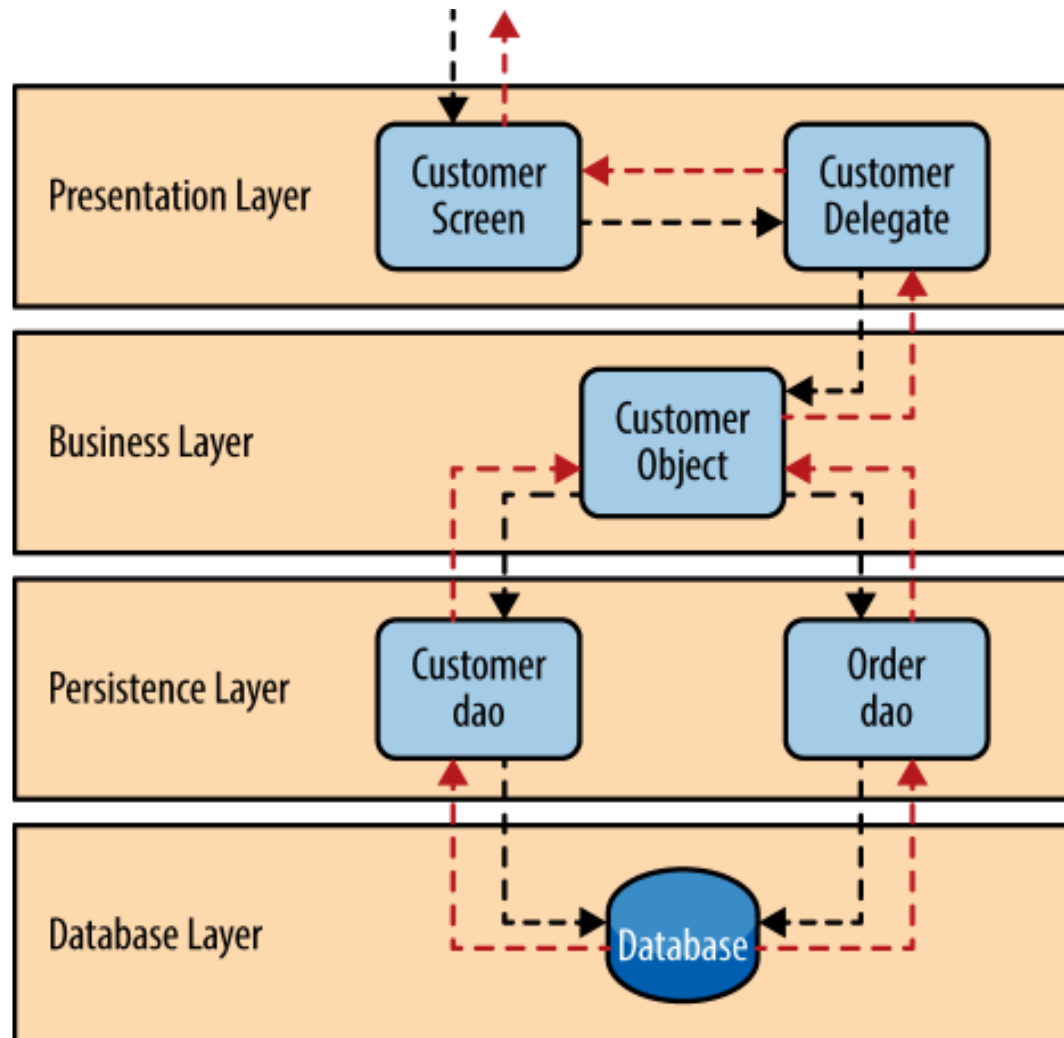 Presentation Layer
Customer
Screen
Customer
Delegate
Business Layer
Customer
Object
Persistence Layer
Customer
dao
Order
dao
Database Layer
Database